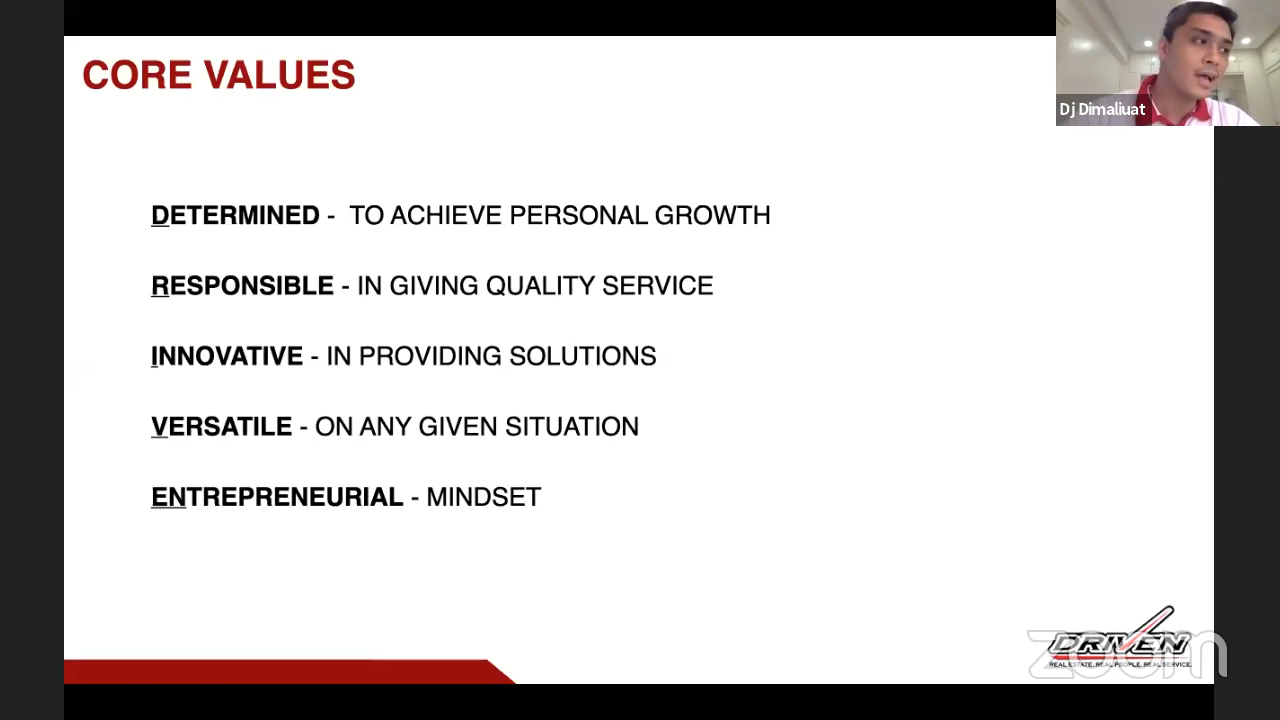 CORE VALUES
Dj Dimaliuat
DETERMINED - TO ACHIEVE PERSONAL GROWTH
RESPONSIBLE - IN GIVING QUALITY SERVICE
INNOVATIVE - IN PROVIDING SOLUTIONS
VERSATILE - ON ANY GIVEN SITUATION
ENTREPRENEURIAL - MINDSET
DRIVEN
REAL ESTATE. REAL PEOPLE. REAL SERVICE.
zoom